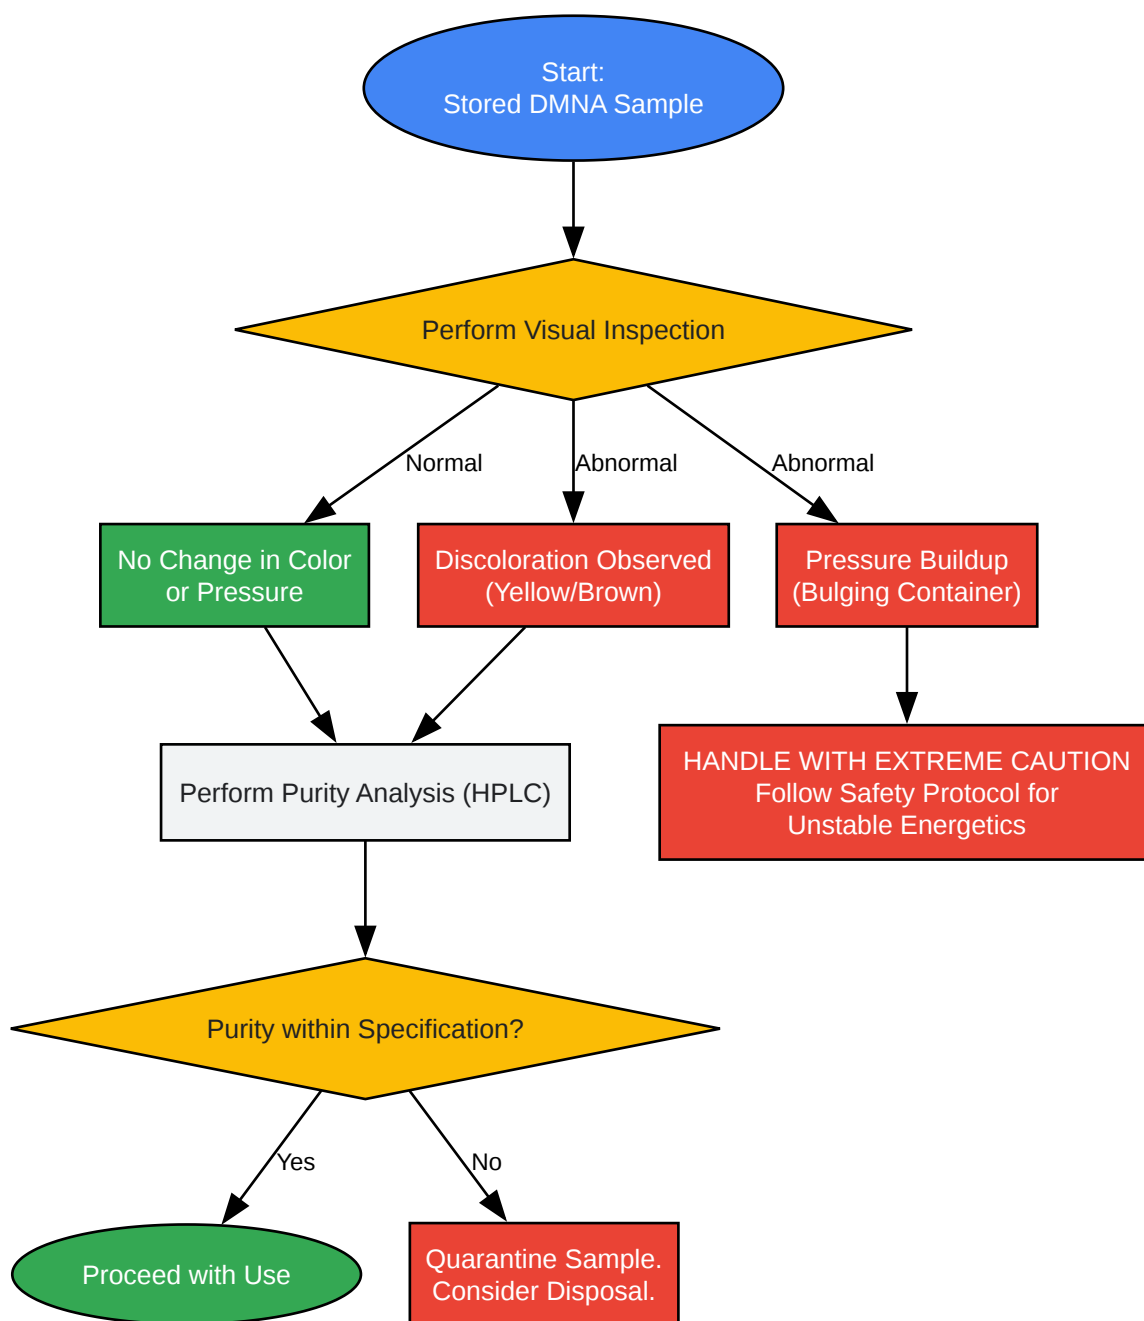 Start:
Stored DMNA Sample
Perform Visual Inspection
Normal
Abnormal
Abnormal
No Change in Color
or Pressure
Discoloration Observed
(Yellow/Brown)
Pressure Buildup
(Bulging Container)
Perform Purity Analysis (HPLC)
HANDLE WITH EXTREME CAUTION
Follow Safety Protocol for
Unstable Energetics
Purity within Specification?
Yes
No
Proceed with Use
Quarantine Sample.
Consider Disposal.